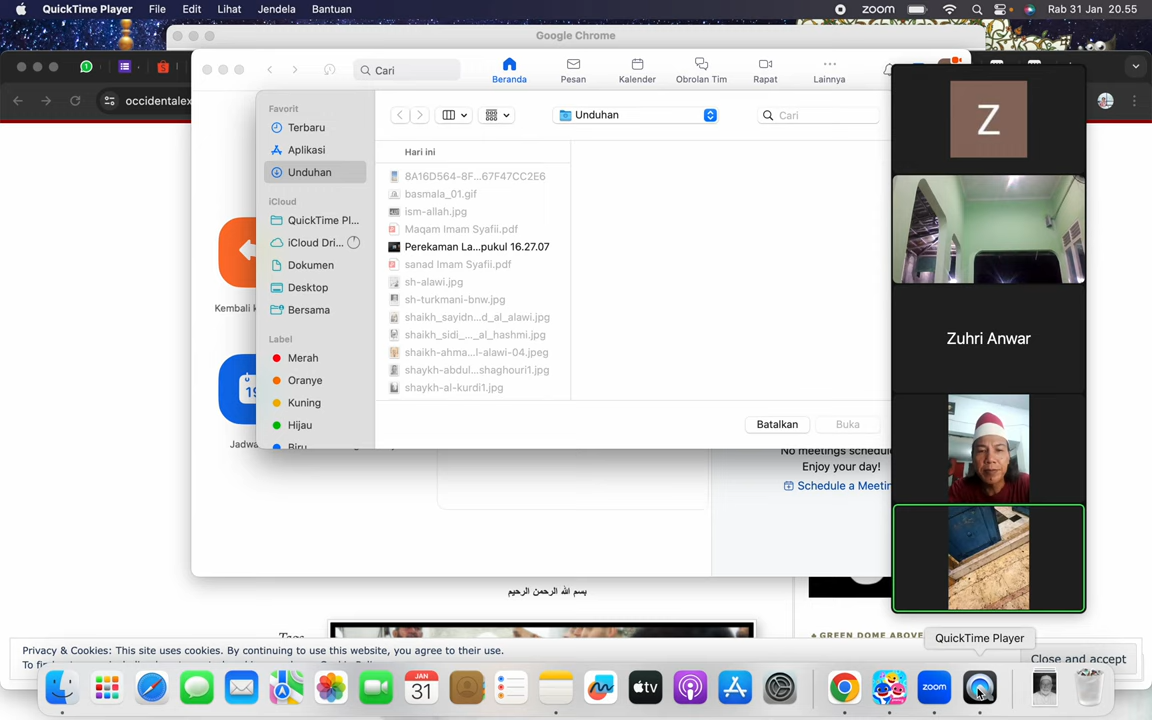 QuickTime Player File Edit Lihat Jendela Bantuan
zoom Rab 31 Jan 20.55
Google Chrome
occidentalex
Cari
Beranda
Pesan
Kalender
Obrolan Tim
Rapat
Lainnya
Favorit
Terbaru
Aplikasi
Unduhan
iCloud
QuickTime Pl...
iCloud Dri...
Dokumen
Desktop
Bersama
Label
Merah
Oranye
Kuning
Hijau
Biru
Unduhan
Cari
Hari ini
8A16D564-8F...67F47CC2E6
basmala_01.gif
ism-allah.jpg
Maqam Imam Syafii.pdf
Perekaman La...pukul 16.27.07
sanad Imam Syafii.pdf
sh-alawi.jpg
sh-turkmani-bnw.jpg
shaikh_sayidn...d_al_alawi.jpg
shaikh_sidi_..._al_hashmi.jpg
shaikh-ahma...l-alawi-04.jpeg
shaykh-abdul...shaghouri1.jpg
shaykh-al-kurdi1.jpg
Batalkan
Buka
Kembali k
19
Jadwa
No meetings schedule
Enjoy your day!
Schedule a Meetin
Z
Zuhri Anwar
بسم الله الرحمن الرحيم
Tags
GREEN DOME ABOVE
QuickTime Player
Privacy & Cookies: This site uses cookies. By continuing to use this website, you agree to their use.
Close and accept
JAN
31
tv
zoom